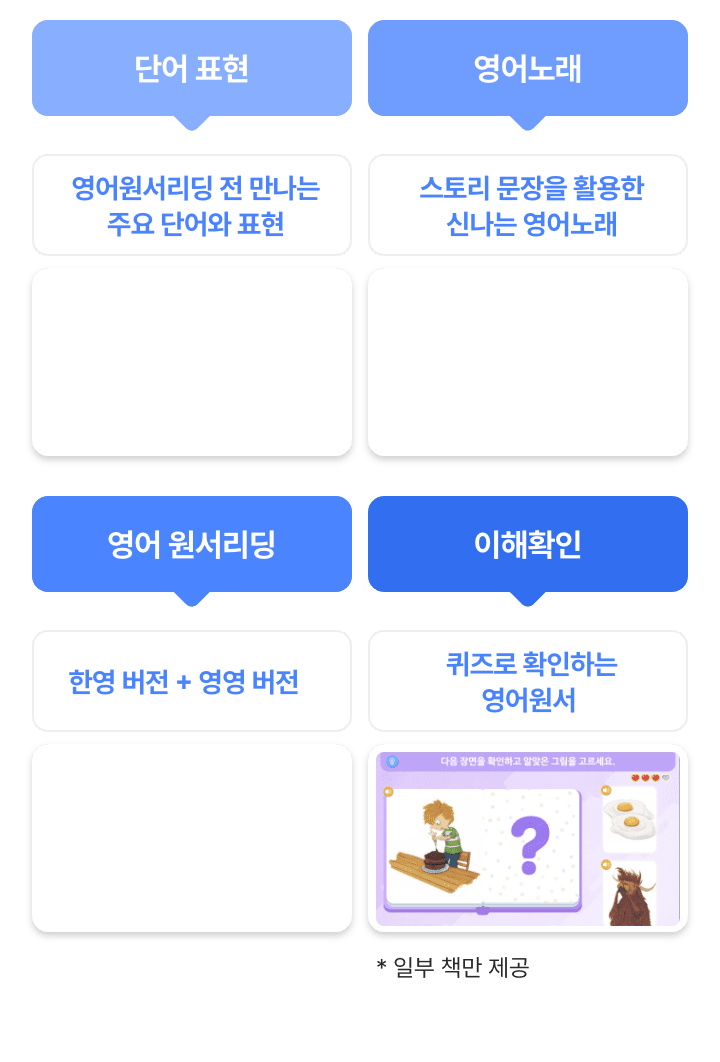 단어 표현
영어노래
영어원서리딩 전 만나는
주요 단어와 표현
스토리 문장을 활용한
신나는 영어노래
영어 원서리딩
이해확인
한영 버전 + 영영 버전
퀴즈로 확인하는
영어원서
다음 장면을 확인하고 알맞은 그림을 고르세요.
?
* 일부 책만 제공